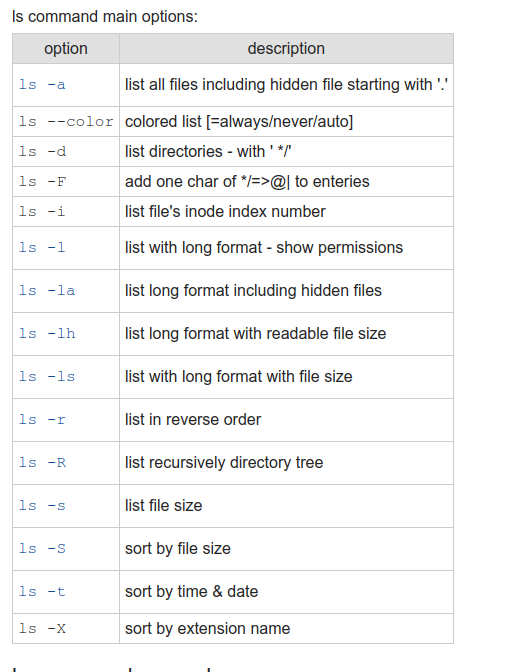 ls command main options:
option description
ls -a list all files including hidden file starting with '.'
ls --color colored list [=always/never/auto]
ls -d list directories - with ' */'
ls -F add one char of */=>@| to enteries
ls -i list file's inode index number
ls -l list with long format - show permissions
ls -la list long format including hidden files
ls -lh list long format with readable file size
ls -ls list with long format with file size
ls -r list in reverse order
ls -R list recursively directory tree
ls -s list file size
ls -S sort by file size
ls -t sort by time & date
ls -X sort by extension name